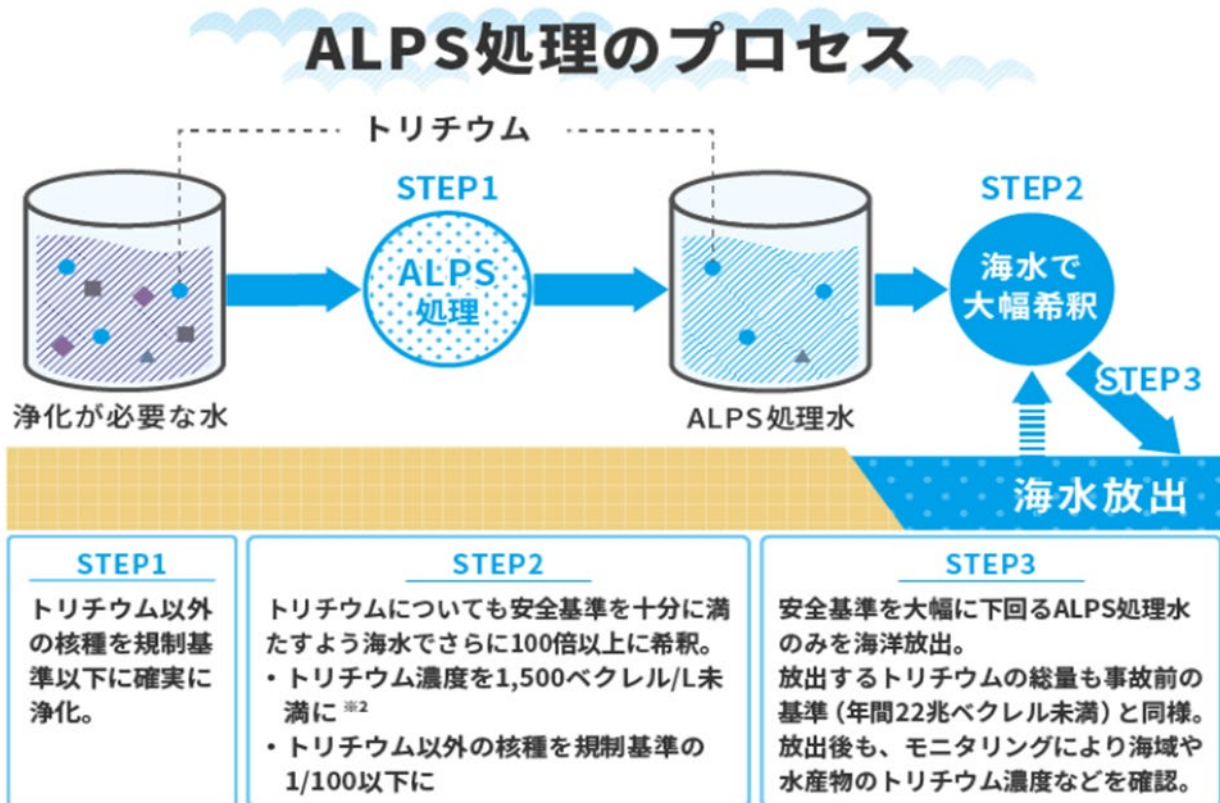 ALPS処理のプロセス
トリチウム
STEP1
STEP2
ALPS
処理
海水で
大幅希釈
STEP3
浄化が必要な水
ALPS処理水
海水放出
STEP1
トリチウム以外
の核種を規制基
準以下に確実に
浄化。
STEP2
トリチウムについても安全基準を十分に満
たすよう海水でさらに100倍以上に希釈。
・トリチウム濃度を1,500ベクレル/L未
満に ※2
・トリチウム以外の核種を規制基準の
1/100以下に
STEP3
安全基準を大幅に下回るALPS処理水
のみを海洋放出。
放出するトリチウムの総量も事故前の
基準（年間22兆ベクレル未満）と同様。
放出後も、モニタリングにより海域や
水産物のトリチウム濃度などを確認。